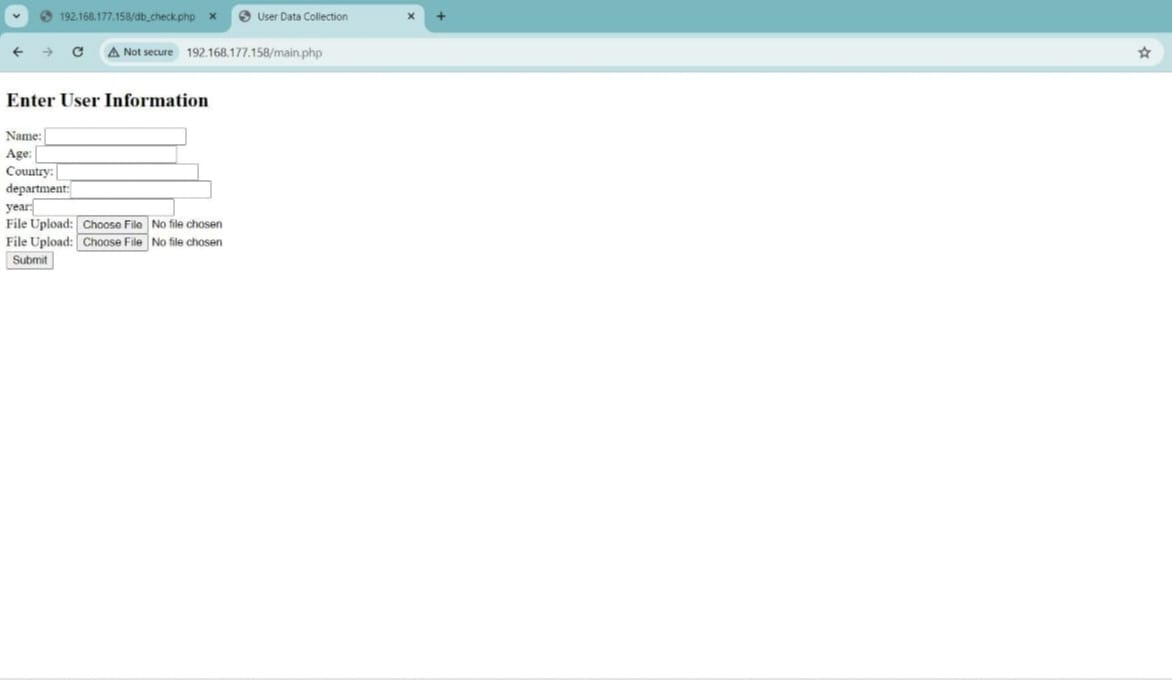 192.168.177.158/db_check.php User Data Collection
Not secure 192.168.177.158/main.php
Enter User Information
Name:
Age:
Country:
department:
year:
File Upload: Choose File No file chosen
File Upload: Choose File No file chosen
Submit